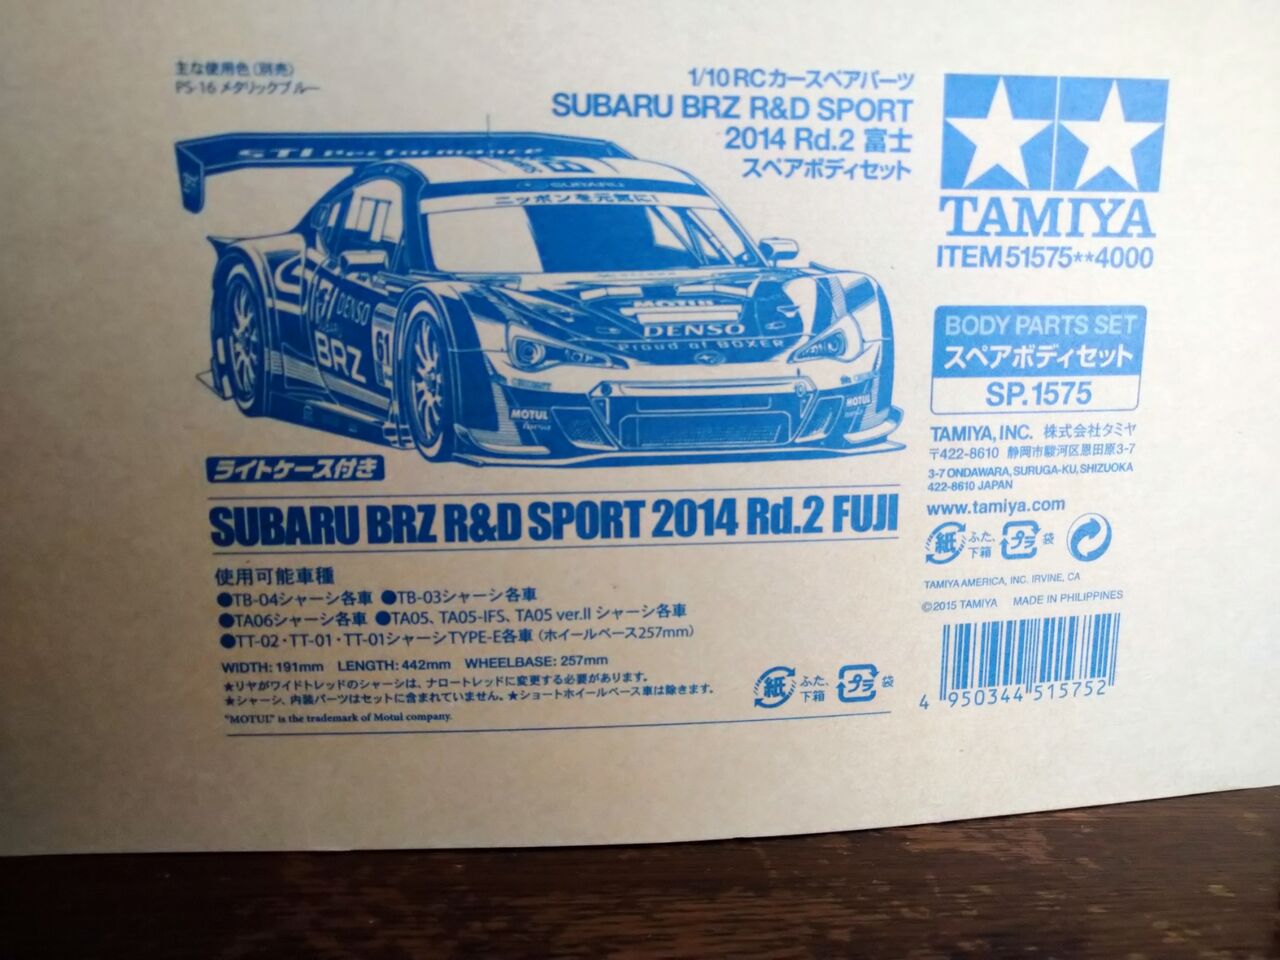 主な使用色(別売)
PS-16 メタリックブルー
1/10 RCカースペアパーツ
SUBARU BRZ R&D SPORT
2014 Rd.2 富士
スペアボディセット
TAMIYA
ITEM 51575**4000
BODY PARTS SET
スペアボディセット
SP.1575
TAMIYA, INC. 株式会社タミヤ
〒422-8610 静岡市駿河区恩田原3-7
3-7 ONDAWARA, SURUGA-KU, SHIZUOKA
422-8610 JAPAN
www.tamiya.com
紙 ふた、下箱 プラ 袋
TAMIYA AMERICA, INC. IRVINE, CA
©2015 TAMIYA MADE IN PHILIPPINES
4 950344 515752
STI Performance
SUBARU
ニッポンを元気に!
MOTUL
DENSO
Proud of BOXER
DENSO
BRZ
61
MOTUL
MOTUL
DENSO
ライトケース付き
SUBARU BRZ R&D SPORT 2014 Rd.2 FUJI
使用可能車種
●TB-04シャーシ各車 ●TB-03シャーシ各車
●TA06シャーシ各車 ●TA05、TA05-IFS、TA05 ver.II シャーシ各車
●TT-02・TT-01・TT-01シャーシTYPE-E各車 (ホイールベース257mm)
WIDTH: 191mm LENGTH: 442mm WHEELBASE: 257mm
★リヤがワイドトレッドのシャーシは、ナロートレッドに変更する必要があります。
★シャーシ、内装パーツはセットに含まれていません。★ショートホイールベース車は除きます。
"MOTUL" is the trademark of Motul company.
紙 ふた、下箱 プラ 袋